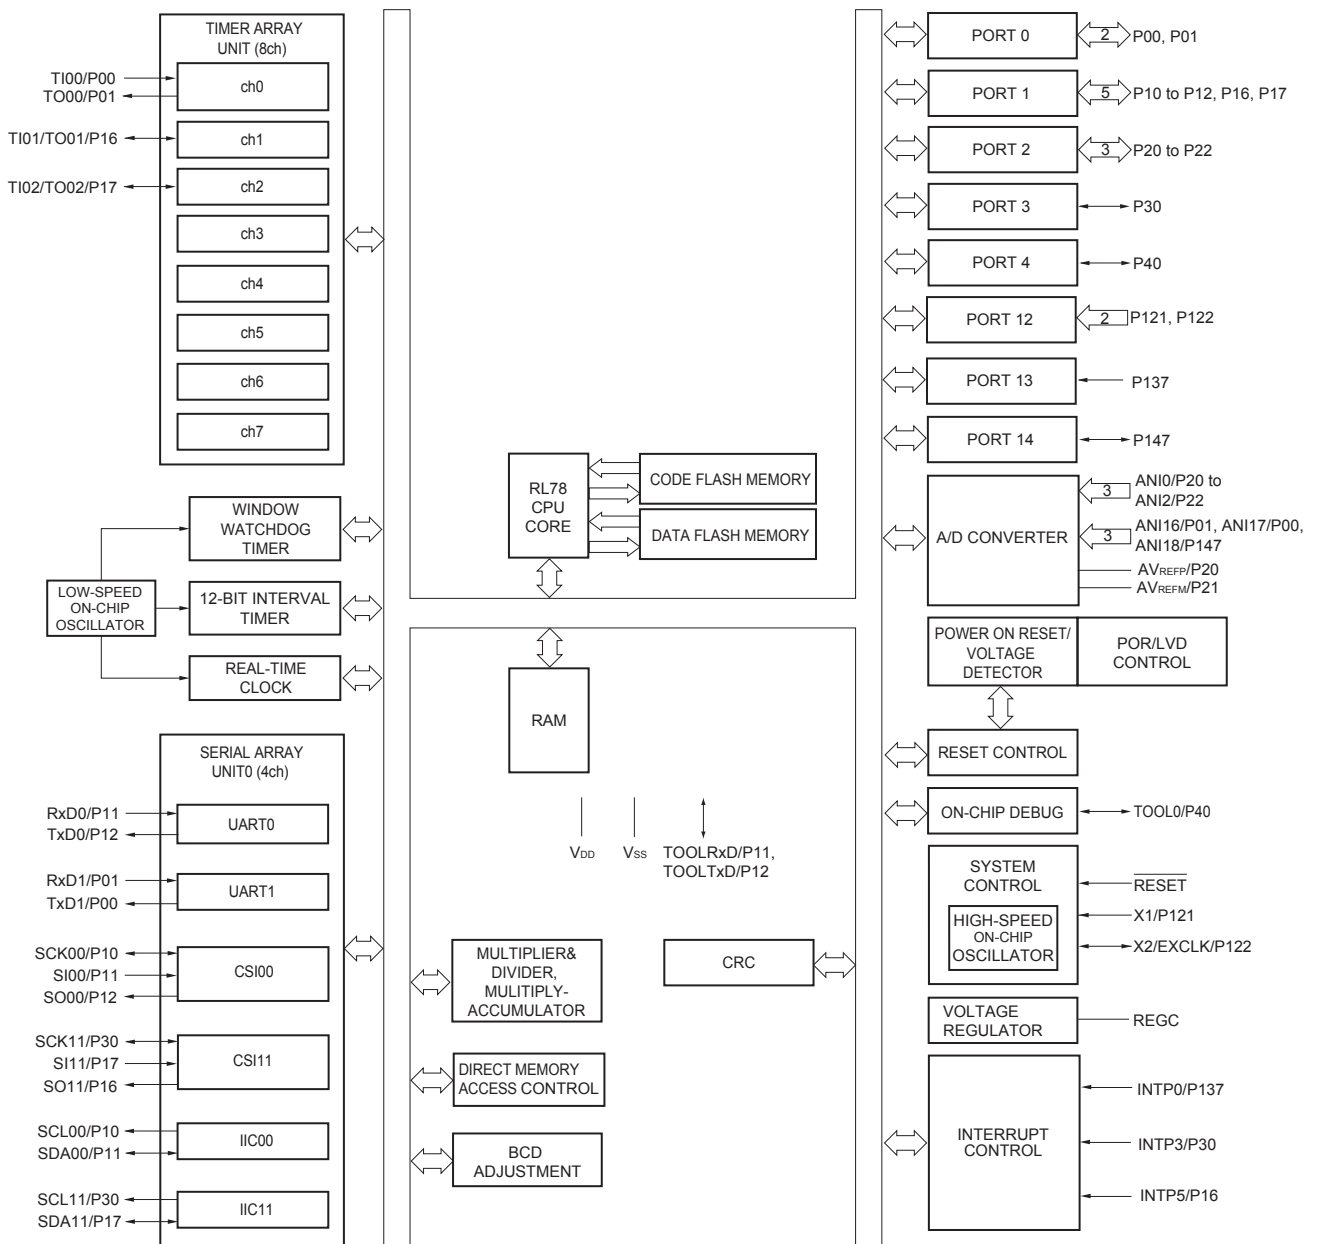 TIMER ARRAY
UNIT (8ch)
TI00/P00
TO00/P01
ch0
TI01/TO01/P16
ch1
TI02/TO02/P17
ch2
ch3
ch4
ch5
ch6
ch7
WINDOW
WATCHDOG
TIMER
LOW-SPEED
ON-CHIP
OSCILLATOR
12-BIT INTERVAL
TIMER
REAL-TIME
CLOCK
SERIAL ARRAY
UNIT0 (4ch)
RxD0/P11
TxD0/P12
UART0
RxD1/P01
TxD1/P00
UART1
SCK00/P10
SI00/P11
SO00/P12
CSI00
SCK11/P30
SI11/P17
SO11/P16
CSI11
SCL00/P10
SDA00/P11
IIC00
SCL11/P30
SDA11/P17
IIC11
RL78
CPU
CORE
CODE FLASH MEMORY
DATA FLASH MEMORY
RAM
VDD
VSS
TOOLRxD/P11,
TOOLTxD/P12
MULTIPLIER&
DIVIDER,
MULITIPLY-
ACCUMULATOR
CRC
DIRECT MEMORY
ACCESS CONTROL
BCD
ADJUSTMENT
PORT 0
2
P00, P01
PORT 1
5
P10 to P12, P16, P17
PORT 2
3
P20 to P22
PORT 3
P30
PORT 4
P40
PORT 12
2
P121, P122
PORT 13
P137
PORT 14
P147
A/D CONVERTER
3
ANI0/P20 to
ANI2/P22
3
ANI16/P01, ANI17/P00,
ANI18/P147
AVREFP/P20
AVREFM/P21
POWER ON RESET/
VOLTAGE
DETECTOR
POR/LVD
CONTROL
RESET CONTROL
ON-CHIP DEBUG
TOOL0/P40
SYSTEM
CONTROL
HIGH-SPEED
ON-CHIP
OSCILLATOR
RESET
X1/P121
X2/EXCLK/P122
VOLTAGE
REGULATOR
REGC
INTERRUPT
CONTROL
INTP0/P137
INTP3/P30
INTP5/P16